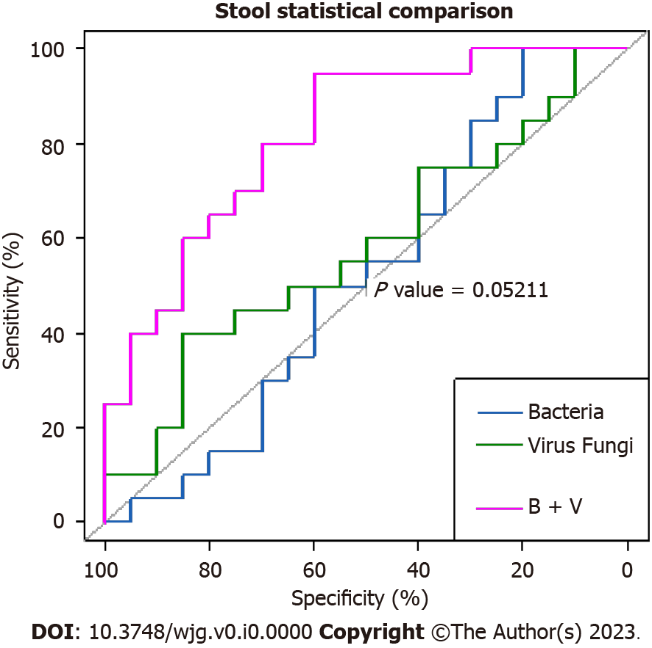 Stool statistical comparison
100
80
60
40
20
0
Sensitivity (%)
P value = 0.05211
Bacteria
Virus Fungi
B + V
100
80
60
40
20
0
Specificity (%)
DOI: 10.3748/wjg.v0.i0.0000 Copyright ©The Author(s) 2023.